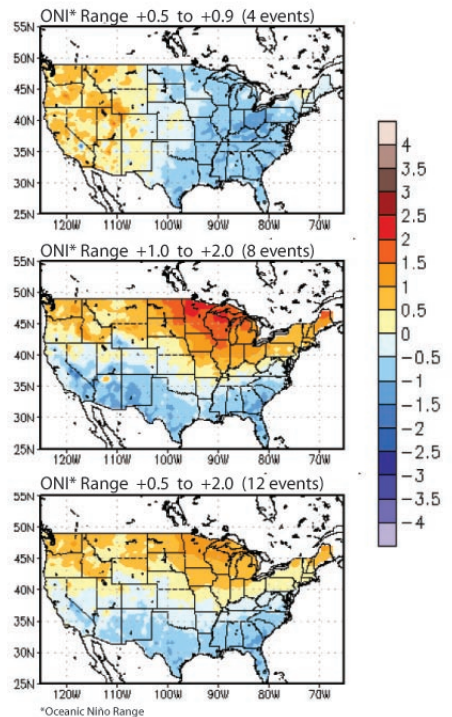 ONI* Range +0.5 to +0.9 (4 events)
55N
50N
45N
40N
35N
30N
25N
120W 110W 100W 90W 80W 70W
ONI* Range +1.0 to +2.0 (8 events)
55N
50N
45N
40N
35N
30N
25N
120W 110W 100W 90W 80W 70W
ONI* Range +0.5 to +2.0 (12 events)
55N
50N
45N
40N
35N
30N
25N
120W 110W 100W 90W 80W 70W
*Oceanic Niño Range
4
3.5
3
2.5
2
1.5
1
0.5
0
−0.5
−1
−1.5
−2
−2.5
−3
−3.5
−4